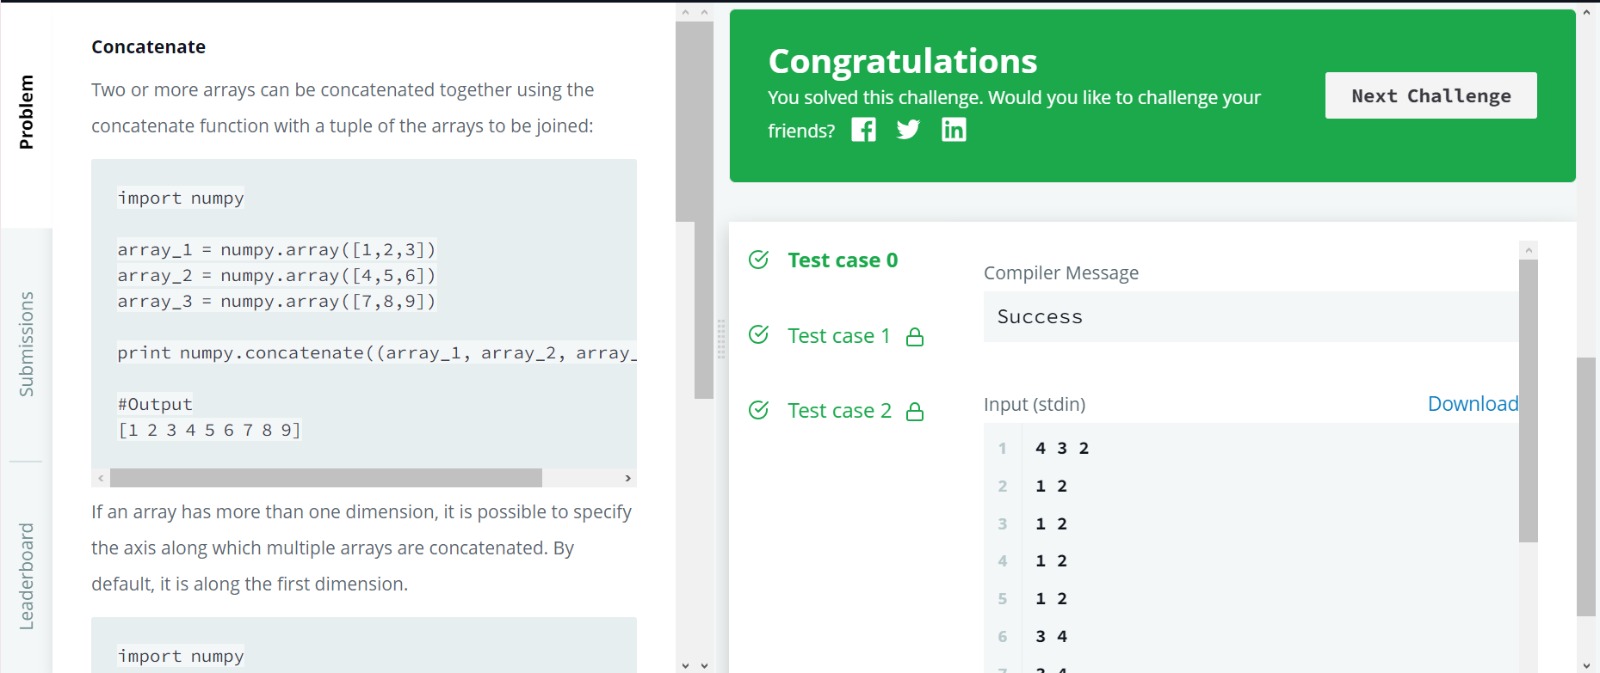 Problem
Submissions
Leaderboard
Concatenate
Two or more arrays can be concatenated together using the
concatenate function with a tuple of the arrays to be joined:
import numpy
array_1 = numpy.array([1,2,3])
array_2 = numpy.array([4,5,6])
array_3 = numpy.array([7,8,9])
print numpy.concatenate((array_1, array_2, array_
#Output
[1 2 3 4 5 6 7 8 9]
If an array has more than one dimension, it is possible to specify
the axis along which multiple arrays are concatenated. By
default, it is along the first dimension.
import numpy
Congratulations
You solved this challenge. Would you like to challenge your
friends?
Next Challenge
Test case 0
Test case 1
Test case 2
Compiler Message
Success
Input (stdin)
Download
1 4 3 2
2 1 2
3 1 2
4 1 2
5 1 2
6 3 4